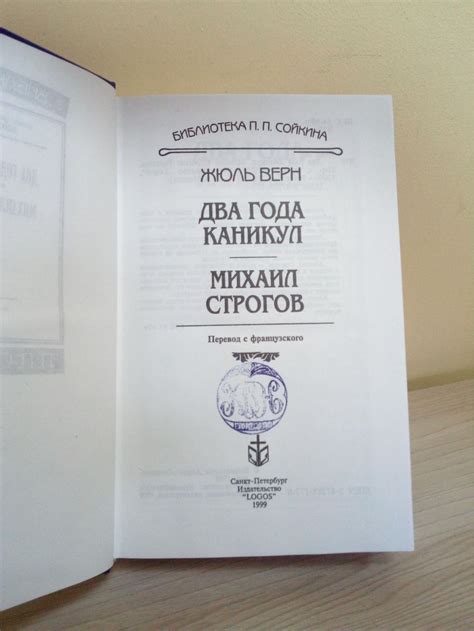 БИБЛИОТЕКА П. П. СОЙКИНА
ЖЮЛЬ ВЕРН
ДВА ГОДА
КАНИКУЛ
МИХАИЛ
СТРОГОВ
Перевод с французского
Санкт-Петербург
Издательство
"LOGOS"
1999